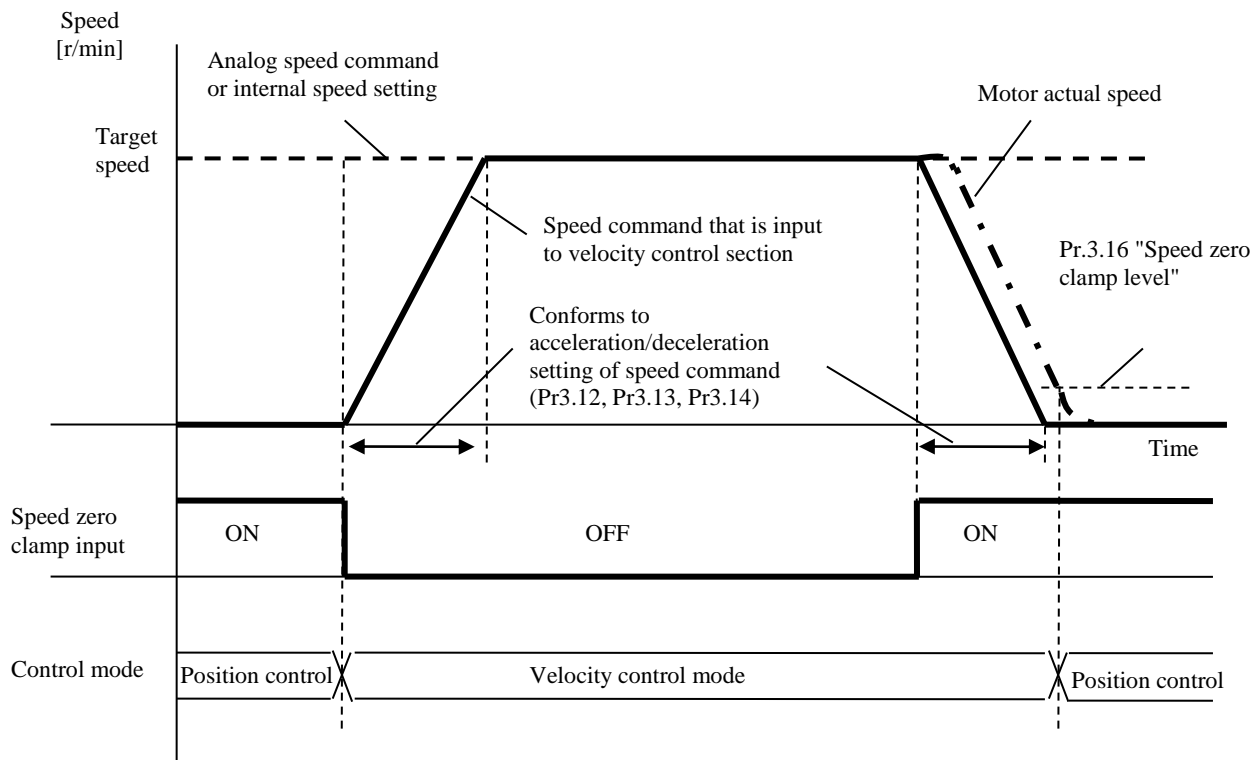 Speed
[r/min]
Analog speed command
or internal speed setting
Motor actual speed
Target
speed
Speed command that is input
to velocity control section
Pr.3.16 "Speed zero
clamp level"
Conforms to
acceleration/deceleration
setting of speed command
(Pr3.12, Pr3.13, Pr3.14)
Time
Speed zero
clamp input
ON
OFF
ON
Control mode
Position control
Velocity control mode
Position control